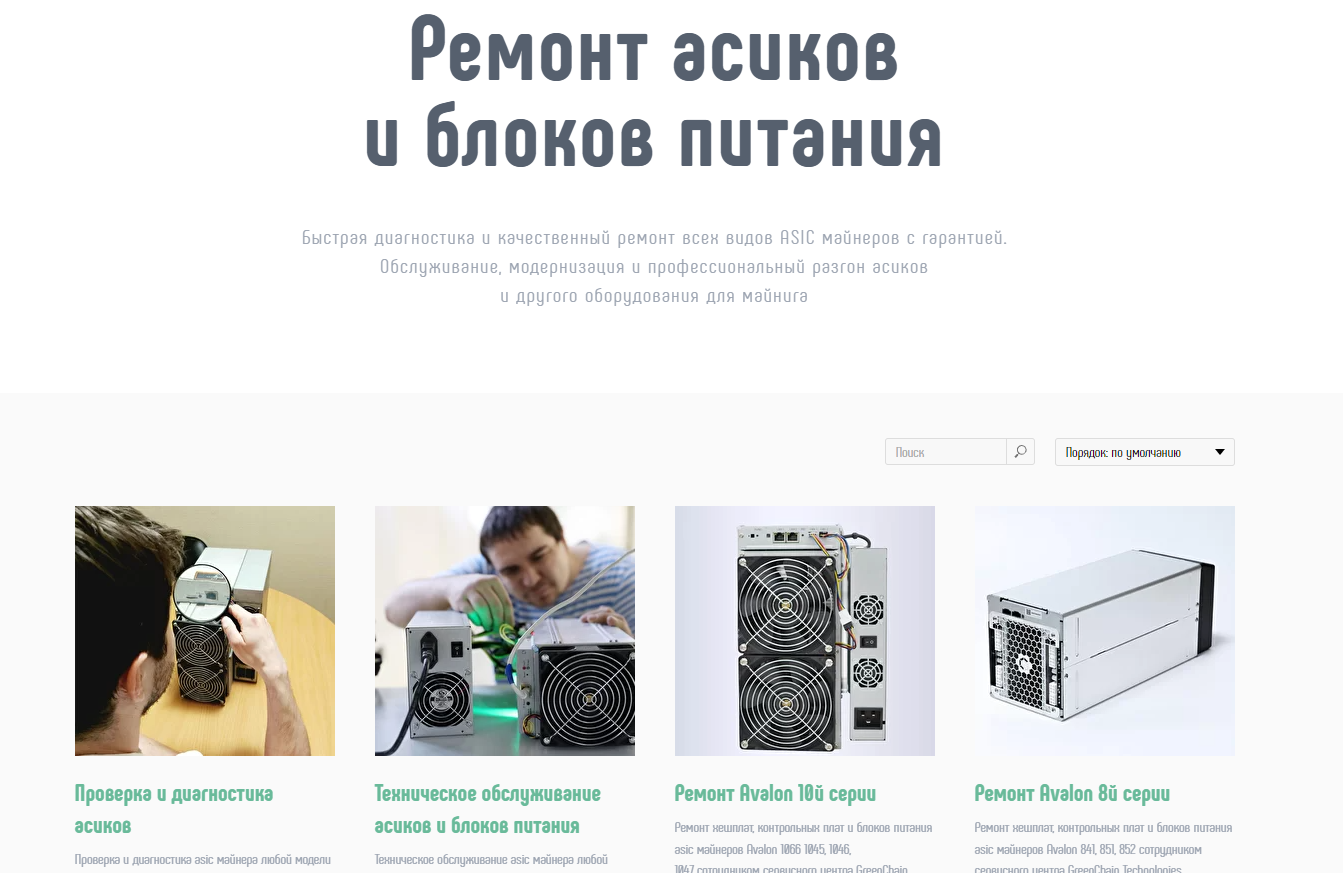 Ремонт асиков
и блоков питания
Быстрая диагностика и качественный ремонт всех видов ASIC майнеров с гарантией.
Обслуживание, модернизация и профессиональный разгон асиков
и другого оборудования для майнига
Поиск
Порядок: по умолчанию
Проверка и диагностика
асиков
Проверка и диагностика asic майнера любой модели
Техническое обслуживание
асиков и блоков питания
Техническое обслуживание asic майнера любой
Ремонт Avalon 10й серии
Ремонт хешплат, контрольных плат и блоков питания
asic майнеров Avalon 1066 1045, 1046,
1047 сотрудником сервисного центра GreenChain
Ремонт Avalon 8й серии
Ремонт хешплат, контрольных плат и блоков питания
asic майнеров Avalon 841, 851, 852 сотрудником
сервисного центра GreenChain Technologies